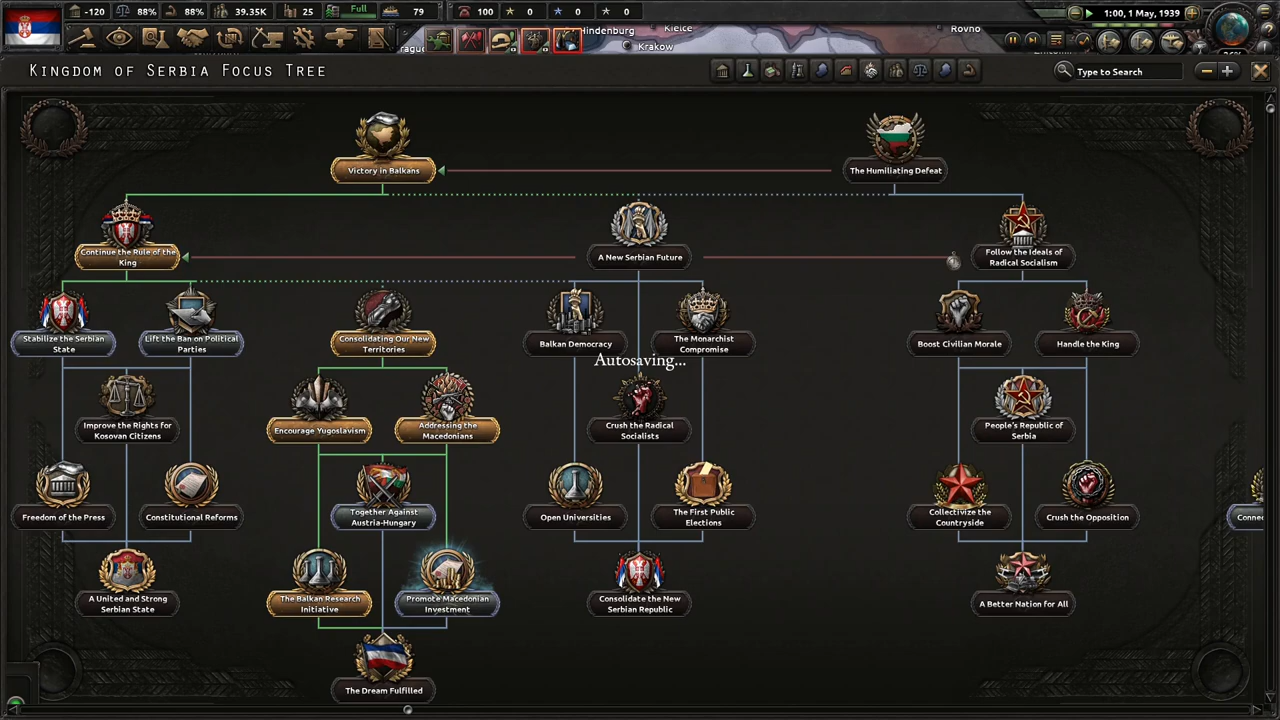 -120
88%
88%
39.35K
25
Full
79
100
0
0
0
1:00, 1 May, 1939
Hindenburg
Kielce
Krakow
Rovno
Kingdom of Serbia Focus Tree
Type to Search
Victory in Balkans
The Humiliating Defeat
Continue the Rule of the
King
A New Serbian Future
Follow the Ideals of
Radical Socialism
Stabilize the Serbian
State
Lift the Ban on Political
Parties
Consolidating Our New
Territories
Balkan Democracy
The Monarchist
Compromise
Boost Civilian Morale
Handle the King
Autosaving...
Improve the Rights for
Kosovan Citizens
Encourage Yugoslavism
Addressing the
Macedonians
Crush the Radical
Socialists
People's Republic of
Serbia
Freedom of the Press
Constitutional Reforms
Together Against
Austria-Hungary
Open Universities
The First Public
Elections
Collectivize the
Countryside
Crush the Opposition
A United and Strong
Serbian State
The Balkan Research
Initiative
Promote Macedonian
Investment
Consolidate the New
Serbian Republic
A Better Nation for All
The Dream Fulfilled